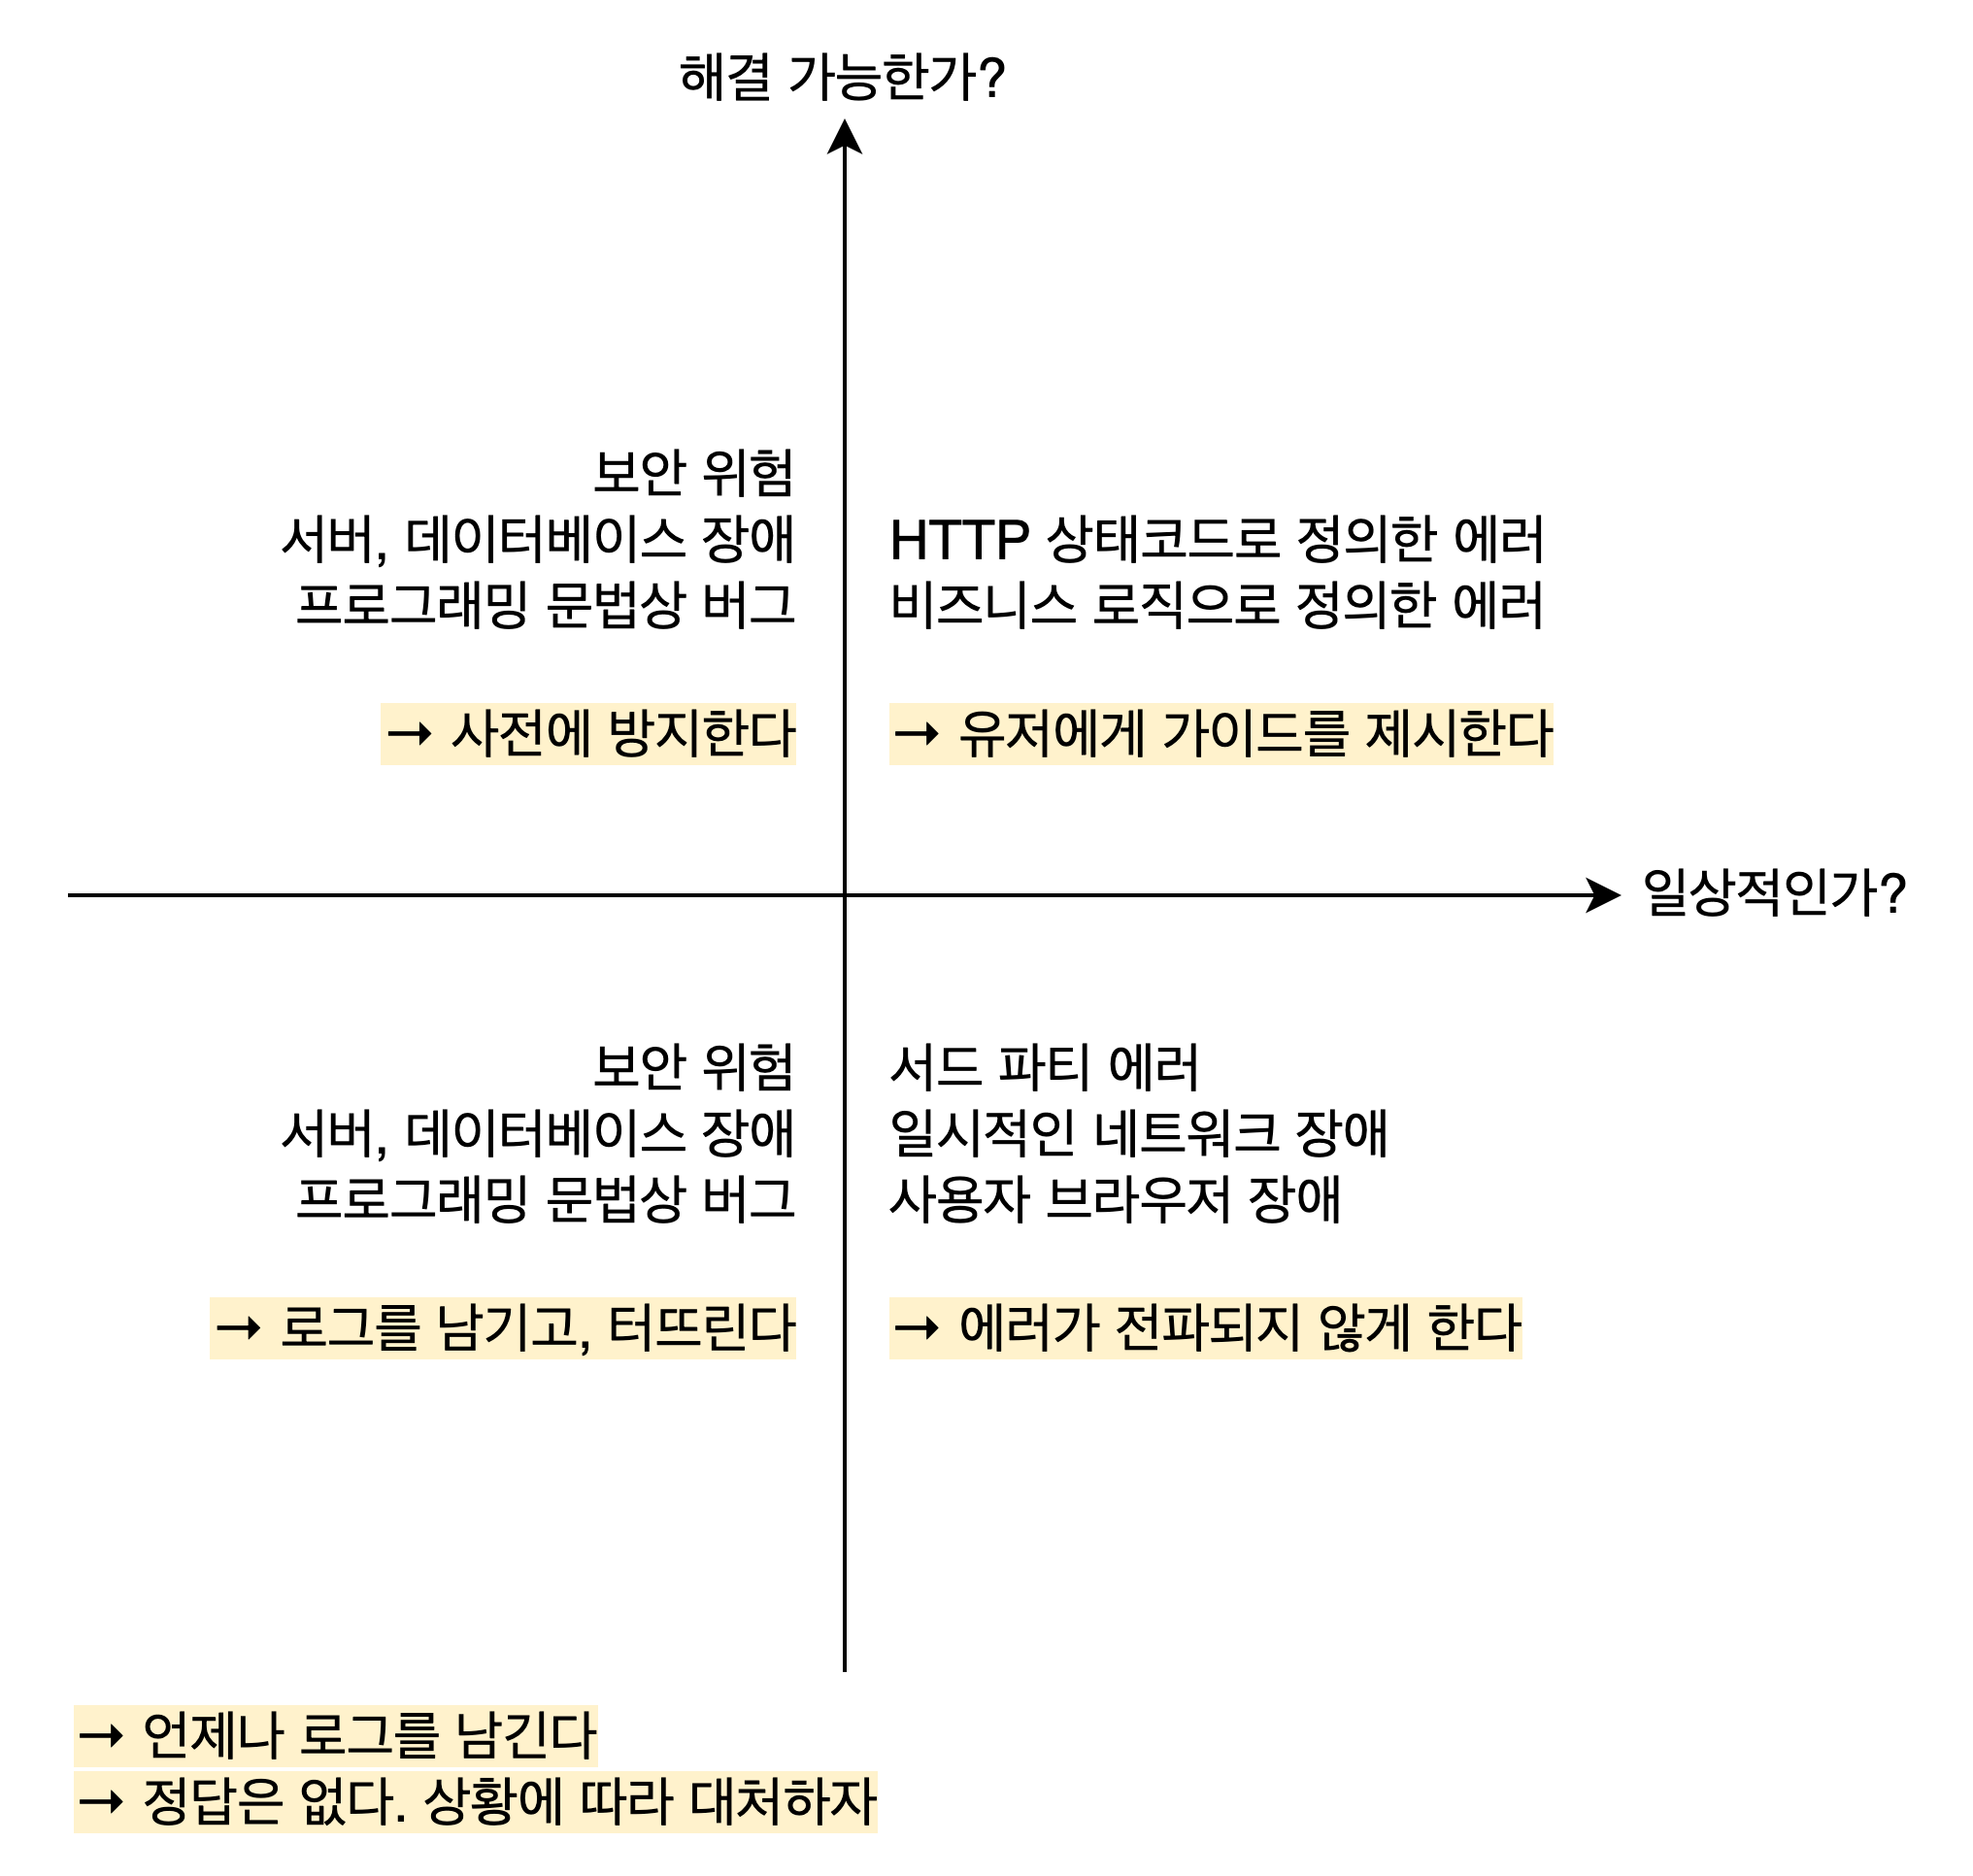 해결 가능한가?
보안 위험
서버, 데이터베이스 장애
프로그래밍 문법상 버그
→ 사전에 방지한다
HTTP 상태코드로 정의한 에러
비즈니스 로직으로 정의한 에러
→ 유저에게 가이드를 제시한다
일상적인가?
보안 위험
서버, 데이터베이스 장애
프로그래밍 문법상 버그
→ 로그를 남기고, 터뜨린다
서드 파티 에러
일시적인 네트워크 장애
사용자 브라우저 장애
→ 에러가 전파되지 않게 한다
→ 언제나 로그를 남긴다
→ 정답은 없다. 상황에 따라 대처하자